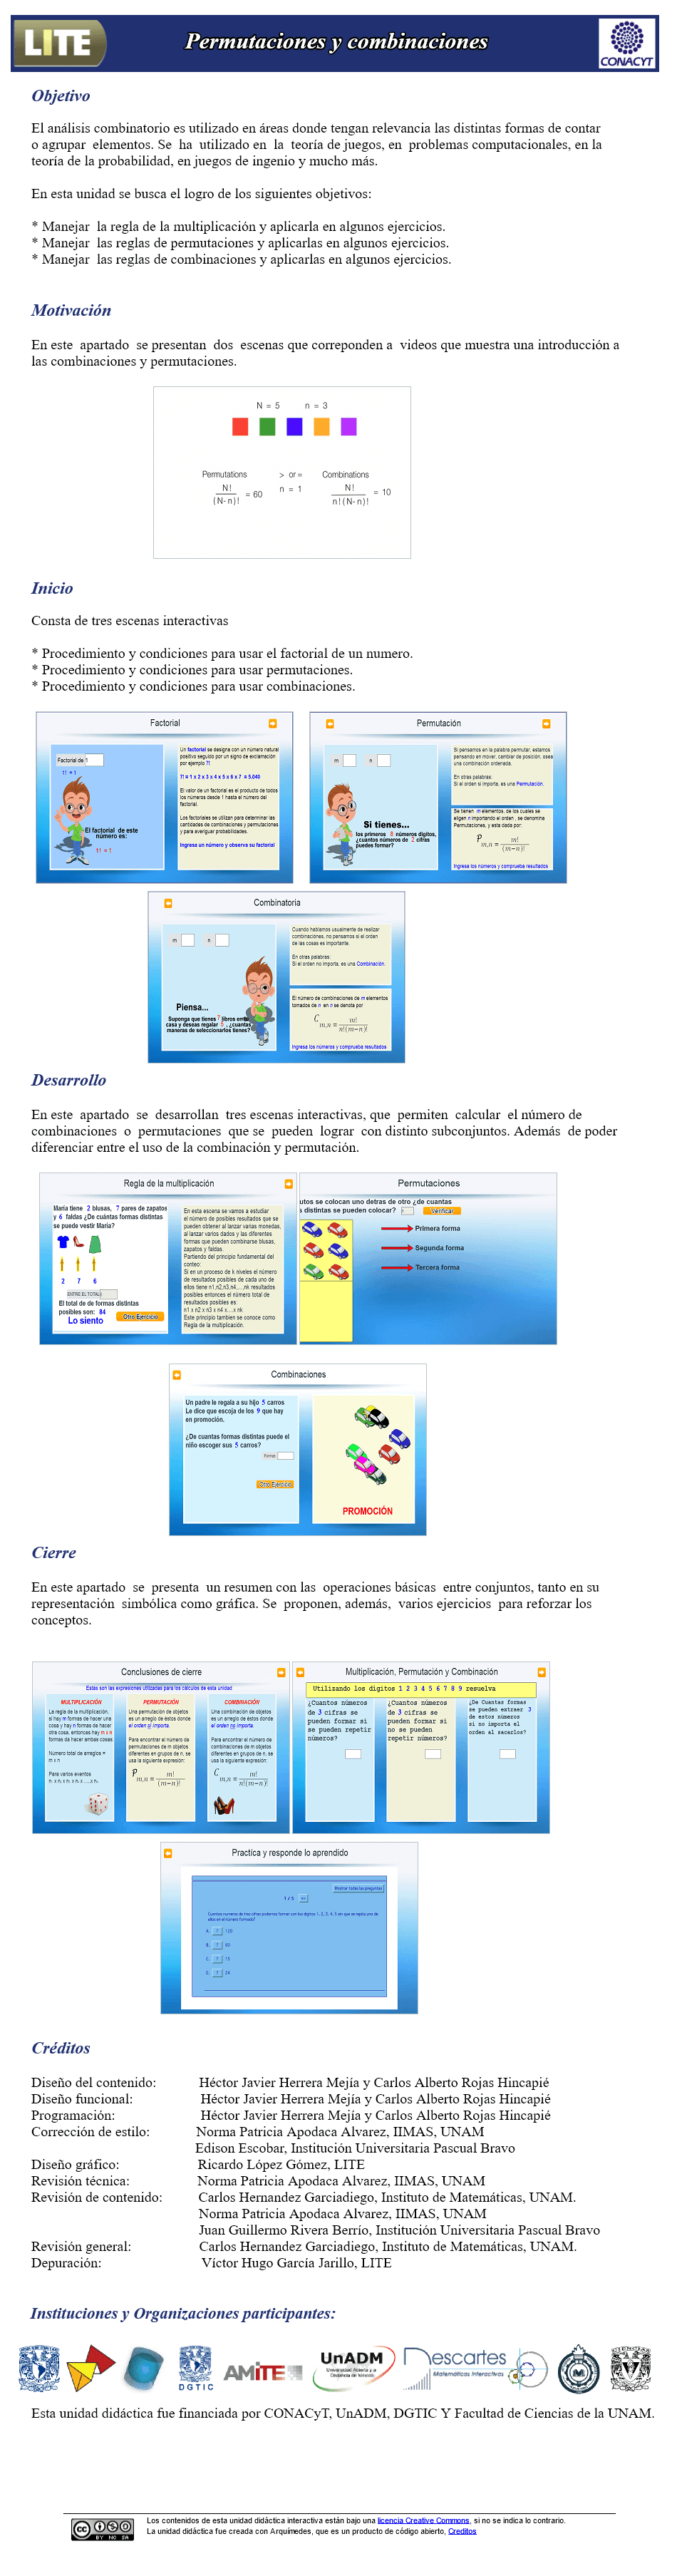 LITE
Permutaciones y combinaciones
CONACYT
Objetivo
El análisis combinatorio es utilizado en áreas donde tengan relevancia las distintas formas de contar
o agrupar elementos. Se ha utilizado en la teoría de juegos, en problemas computacionales, en la
teoría de la probabilidad, en juegos de ingenio y mucho más.
En esta unidad se busca el logro de los siguientes objetivos:
* Manejar la regla de la multiplicación y aplicarla en algunos ejercicios.
* Manejar las reglas de permutaciones y aplicarlas en algunos ejercicios.
* Manejar las reglas de combinaciones y aplicarlas en algunos ejercicios.
Motivación
En este apartado se presentan dos escenas que correponden a videos que muestra una introducción a
las combinaciones y permutaciones.
N = 5 n = 3
Permutations > or = Combinations
N! / (N-n)! = 60 n = 1 N! / n!(N-n)! = 10
Inicio
Consta de tres escenas interactivas
* Procedimiento y condiciones para usar el factorial de un numero.
* Procedimiento y condiciones para usar permutaciones.
* Procedimiento y condiciones para usar combinaciones.
Factorial
Factorial de 1
1! = 1
El factorial de este
número es:
1! = 1
Un factorial se designa con un número natural
positivo seguido por un signo de exclamación
por ejemplo 7!
7! = 1 x 2 x 3 x 4 x 5 x 6 x 7 = 5.040
El valor de un factorial es el producto de todos
los números desde 1 hasta el número del
factorial.
Los factoriales se utilizan para determinar las
cantidades de combinaciones y permutaciones
y para averiguar probabilidades.
Ingresa un número y observa su factorial
Permutación
m n
Si tienes...
los primeros 8 números dígitos,
¿cuántos números de 2 cifras
puedes formar?
Si pensamos en la palabra permutar, estamos
pensando en mover, cambiar de posición, osea
una combinación ordenada.
En otras palabras:
Si el orden si importa, es una Permutación.
Se tienen m elementos, de los cuales se
eligen n importando el orden , se denomina
Permutaciones, y esta dada por:
P m,n = m! / (m-n)!
Ingresa los números y comprueba resultados
Combinatoria
m n
Piensa...
Suponga que tienes 7 libros en tu
casa y deseas regalar 5 , ¿cuantas
maneras de seleccionarlos tienes?
Cuando hablamos usualmente de realizar
combinaciones, no pensamos si el orden
de las cosas es importante.
En otras palabras:
Si el orden no importa, es una Combinación.
El número de combinaciones de m elementos
tomados de n en n se denota por
C m,n = m! / n!(m-n)!
Ingresa los números y comprueba resultados
Desarrollo
En este apartado se desarrollan tres escenas interactivas, que permiten calcular el número de
combinaciones o permutaciones que se pueden lograr con distinto subconjuntos. Además de poder
diferenciar entre el uso de la combinación y permutación.
Regla de la multiplicación
María tiene 2 blusas, 7 pares de zapatos
y 6 faldas ¿De cuántas formas distintas
se puede vestir María?
2 7 6
ENTRE EL TOTAL
El total de de formas distintas
posibles son: 84
Lo siento
Otro Ejercicio
En esta escena se vamos a estudiar
el número de posibles resultados que se
pueden obtener al lanzar varias monedas,
al lanzar varios dados y las diferentes
formas que pueden combinarse blusas,
zapatos y faldas.
Partiendo del principio fundamental del
conteo:
Si en un proceso de k niveles el número
de resultados posibles de cada uno de
ellos tiene n1,n2,n3,n4,...,nk resultados
posibles entonces el número total de
resultados posibles es:
n1 x n2 x n3 x n4 x....x nk
Este principio tambien se conoce como
Regla de la multiplicación.
Permutaciones
utos se colocan uno detras de otro ¿de cuantas
s distintas se pueden colocar?
Verificar
Primera forma
Segunda forma
Tercera forma
Combinaciones
Un padre le regala a su hijo 5 carros
Le dice que escoja de los 9 que hay
en promoción.
¿De cuantas formas distintas puede el
niño escoger sus 5 carros?
Formas
Otro Ejercicio
PROMOCIÓN
Cierre
En este apartado se presenta un resumen con las operaciones básicas entre conjuntos, tanto en su
representación simbólica como gráfica. Se proponen, además, varios ejercicios para reforzar los
conceptos.
Conclusiones de cierre
Estas son las expresiones utilizadas para los cálculos de esta unidad
MULTIPLICACIÓN
La regla de la multiplicación,
si hay m formas de hacer una
cosa y hay n formas de hacer
otra cosa, entonces hay m x n
formas da hacer ambas cosas.
Número total de arreglos =
m x n
Para varios eventos
PERMUTACIÓN
Una permutación de objetos
es un arreglo de estos donde
el orden si importa.
Para encontrar el número de
permutaciones de m objetos
diferentes en grupos de n, se
usa la siguiente expresión:
P m,n = m! / (m-n)!
COMBINACIÓN
Una combinación de objetos
es un arreglo de éstos donde
el orden no importa.
Para encontrar el número de
combinaciones de m objetos
diferentes en grupos de n, se
usa la siguiente expresión:
C m,n = m! / n!(m-n)!
Multiplicación, Permutación y Combinación
Utilizando los digitos 1 2 3 4 5 6 7 8 9 resuelva
¿Cuantos números
de 3 cifras se
pueden formar si
se pueden repetir
números?
¿Cuantos números
de 3 cifras se
pueden formar si
no se pueden
repetir números?
¿De Cuantas formas
se pueden extraer 3
de estos números
si no importa el
orden al sacarlos?
Practica y responde lo aprendido
Mostrar todas las preguntas
1 / 5
Cuantos números de tres cifras podemos formar con los dígitos 1, 2, 3, 4, 5 sin que se repita uno de
ellos en el número formado?
A. ? 120
B. ? 60
C. ? 15
D. ? 24
Créditos
Diseño del contenido: Héctor Javier Herrera Mejía y Carlos Alberto Rojas Hincapié
Diseño funcional: Héctor Javier Herrera Mejía y Carlos Alberto Rojas Hincapié
Programación: Héctor Javier Herrera Mejía y Carlos Alberto Rojas Hincapié
Corrección de estilo: Norma Patricia Apodaca Alvarez, IIMAS, UNAM
Edison Escobar, Institución Universitaria Pascual Bravo
Diseño gráfico: Ricardo López Gómez, LITE
Revisión técnica: Norma Patricia Apodaca Alvarez, IIMAS, UNAM
Revisión de contenido: Carlos Hernandez Garciadiego, Instituto de Matemáticas, UNAM.
Norma Patricia Apodaca Alvarez, IIMAS, UNAM
Juan Guillermo Rivera Berrío, Institución Universitaria Pascual Bravo
Revisión general: Carlos Hernandez Garciadiego, Instituto de Matemáticas, UNAM.
Depuración: Víctor Hugo García Jarillo, LITE
Instituciones y Organizaciones participantes:
DGTIC
AMITE
UnADM
Universidad Abierta y a
Distancia de México
Descartes
Matemáticas Interactivas
CIENCIAS
Esta unidad didáctica fue financiada por CONACyT, UnADM, DGTIC Y Facultad de Ciencias de la UNAM.
Los contenidos de esta unidad didáctica interactiva están bajo una licencia Creative Commons, si no se indica lo contrario.
La unidad didáctica fue creada con Arquímedes, que es un producto de código abierto, Creditos
CC BY NC SA